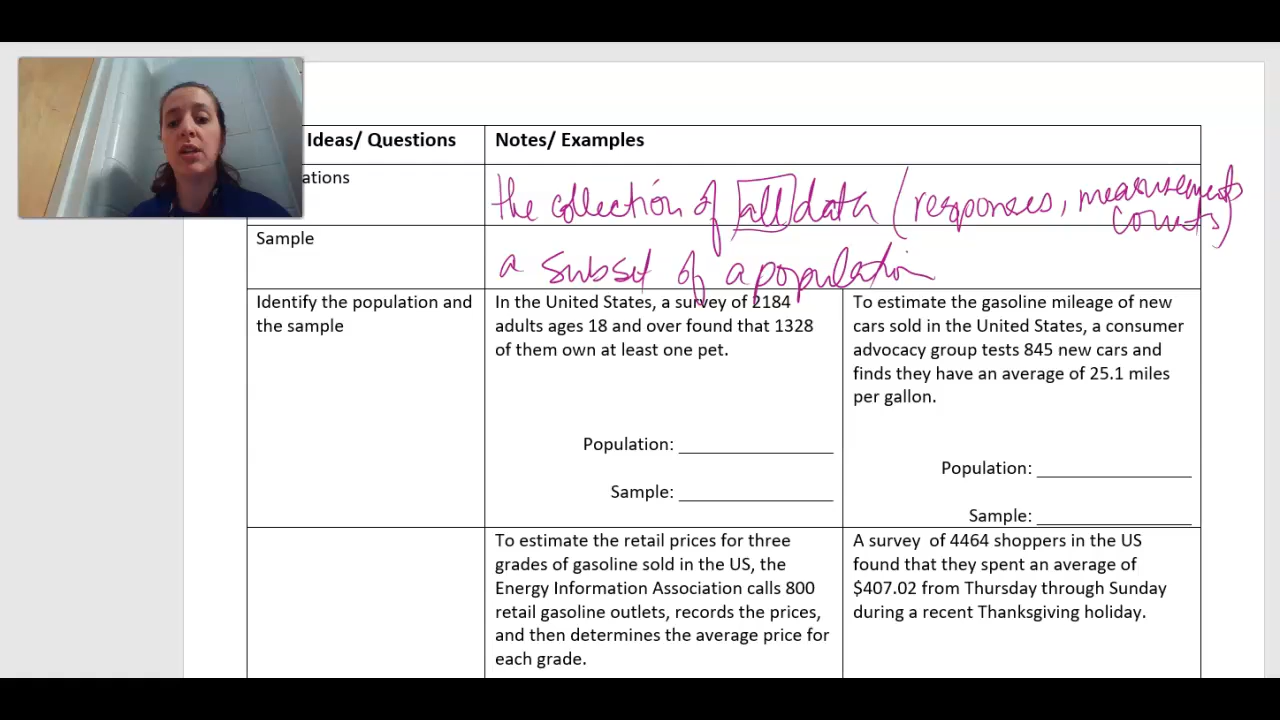 Ideas/ Questions
Notes/ Examples
ations
the collection of all data (responses, measurements
counts)
Sample
a subset of a population
Identify the population and
the sample
In the United States, a survey of 2184
adults ages 18 and over found that 1328
of them own at least one pet.
Population:
Sample:
To estimate the gasoline mileage of new
cars sold in the United States, a consumer
advocacy group tests 845 new cars and
finds they have an average of 25.1 miles
per gallon.
Population:
Sample:
To estimate the retail prices for three
grades of gasoline sold in the US, the
Energy Information Association calls 800
retail gasoline outlets, records the prices,
and then determines the average price for
each grade.
A survey of 4464 shoppers in the US
found that they spent an average of
$407.02 from Thursday through Sunday
during a recent Thanksgiving holiday.